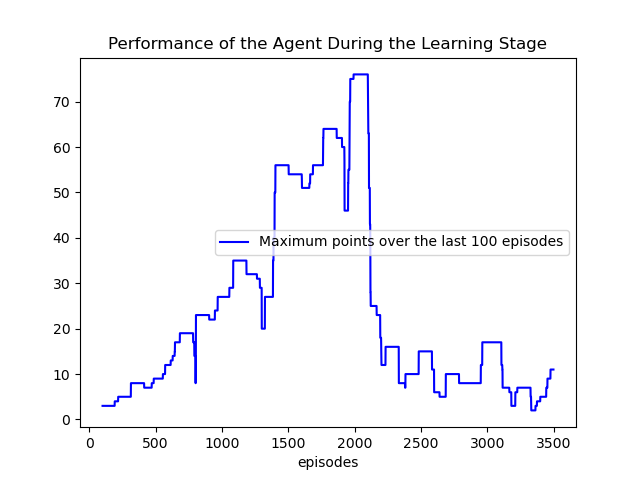 Performance of the Agent During the Learning Stage
70
60
50
40
30
20
10
0
Maximum points over the last 100 episodes
0 500 1000 1500 2000 2500 3000 3500
episodes